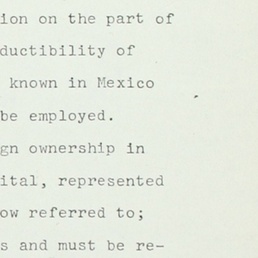 ion on the part of
ductibility of
known in Mexico
be employed.
gn ownership in
ital, represented
ow referred to;
s and must be re-